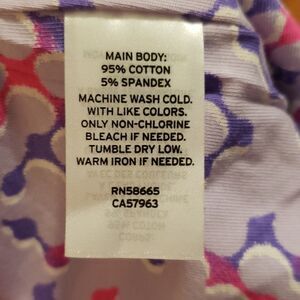 MAIN BODY:
95% COTTON
5% SPANDEX
MACHINE WASH COLD.
WITH LIKE COLORS.
ONLY NON-CHLORINE
BLEACH IF NEEDED.
TUMBLE DRY LOW.
WARM IRON IF NEEDED.
RN58665
CA57963